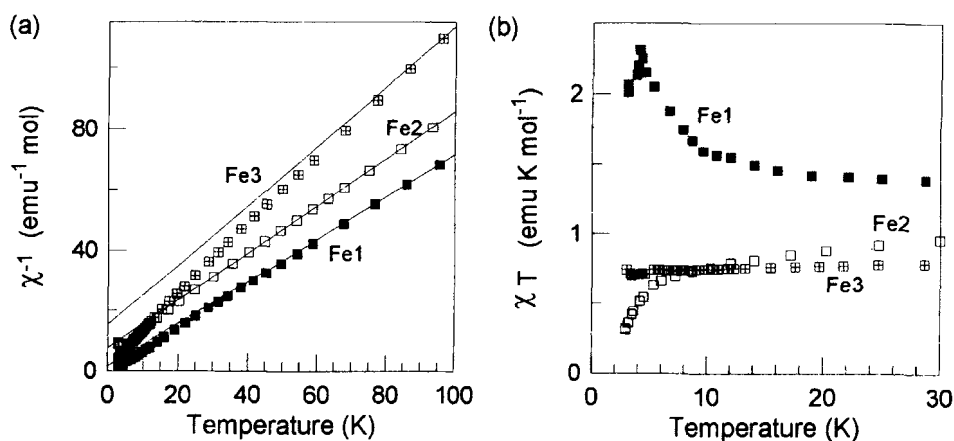 (a)
χ⁻¹ (emu⁻¹ mol)
80
40
0
Fe3
Fe2
Fe1
0 20 40 60 80 100
Temperature (K)
(b)
χT (emu K mol⁻¹)
2
1
0
Fe1
Fe2
Fe3
0 10 20 30
Temperature (K)